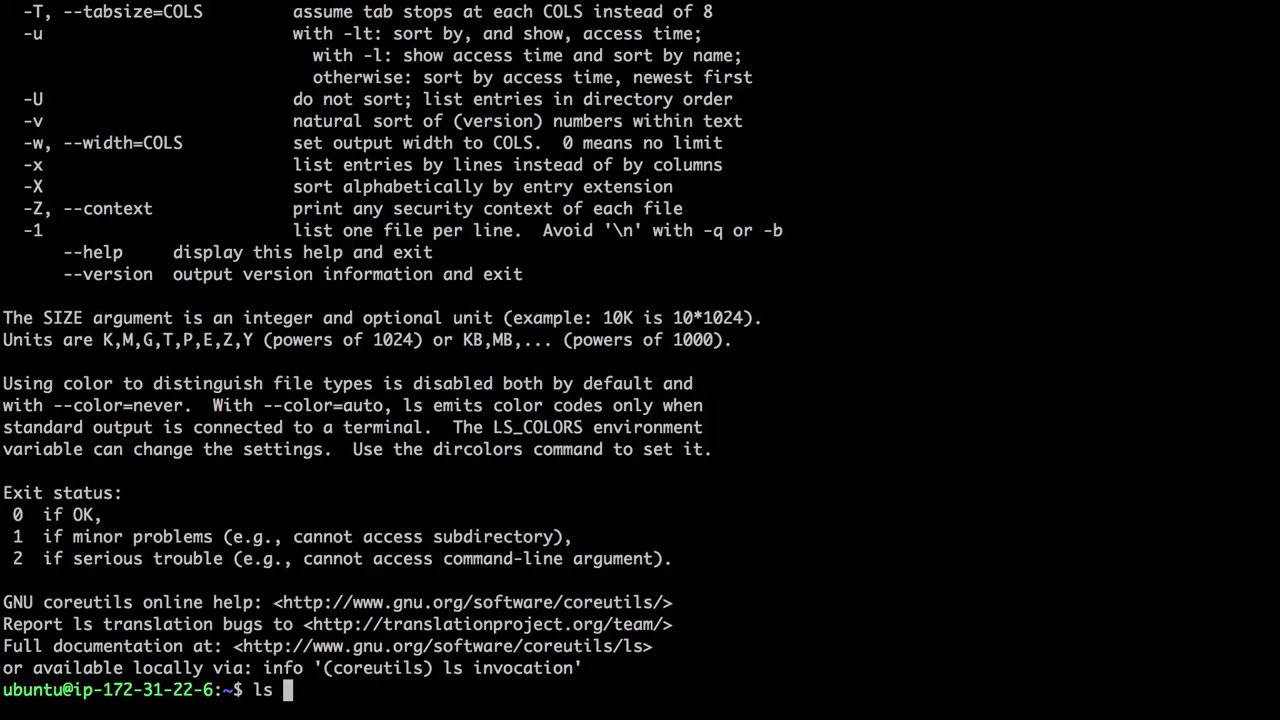 -T, --tabsize=COLS         assume tab stops at each COLS instead of 8
-u                         with -lt: sort by, and show, access time;
                             with -l: show access time and sort by name;
                             otherwise: sort by access time, newest first
-U                         do not sort; list entries in directory order
-v                         natural sort of (version) numbers within text
-w, --width=COLS           set output width to COLS.  0 means no limit
-x                         list entries by lines instead of by columns
-X                         sort alphabetically by entry extension
-Z, --context              print any security context of each file
-1                         list one file per line.  Avoid '\n' with -q or -b
    --help     display this help and exit
    --version  output version information and exit

The SIZE argument is an integer and optional unit (example: 10K is 10*1024).
Units are K,M,G,T,P,E,Z,Y (powers of 1024) or KB,MB,... (powers of 1000).

Using color to distinguish file types is disabled both by default and
with --color=never.  With --color=auto, ls emits color codes only when
standard output is connected to a terminal.  The LS_COLORS environment
variable can change the settings.  Use the dircolors command to set it.

Exit status:
 0  if OK,
 1  if minor problems (e.g., cannot access subdirectory),
 2  if serious trouble (e.g., cannot access command-line argument).

GNU coreutils online help: <http://www.gnu.org/software/coreutils/>
Report ls translation bugs to <http://translationproject.org/team/>
Full documentation at: <http://www.gnu.org/software/coreutils/ls>
or available locally via: info '(coreutils) ls invocation'
ubuntu@ip-172-31-22-6:~$ ls